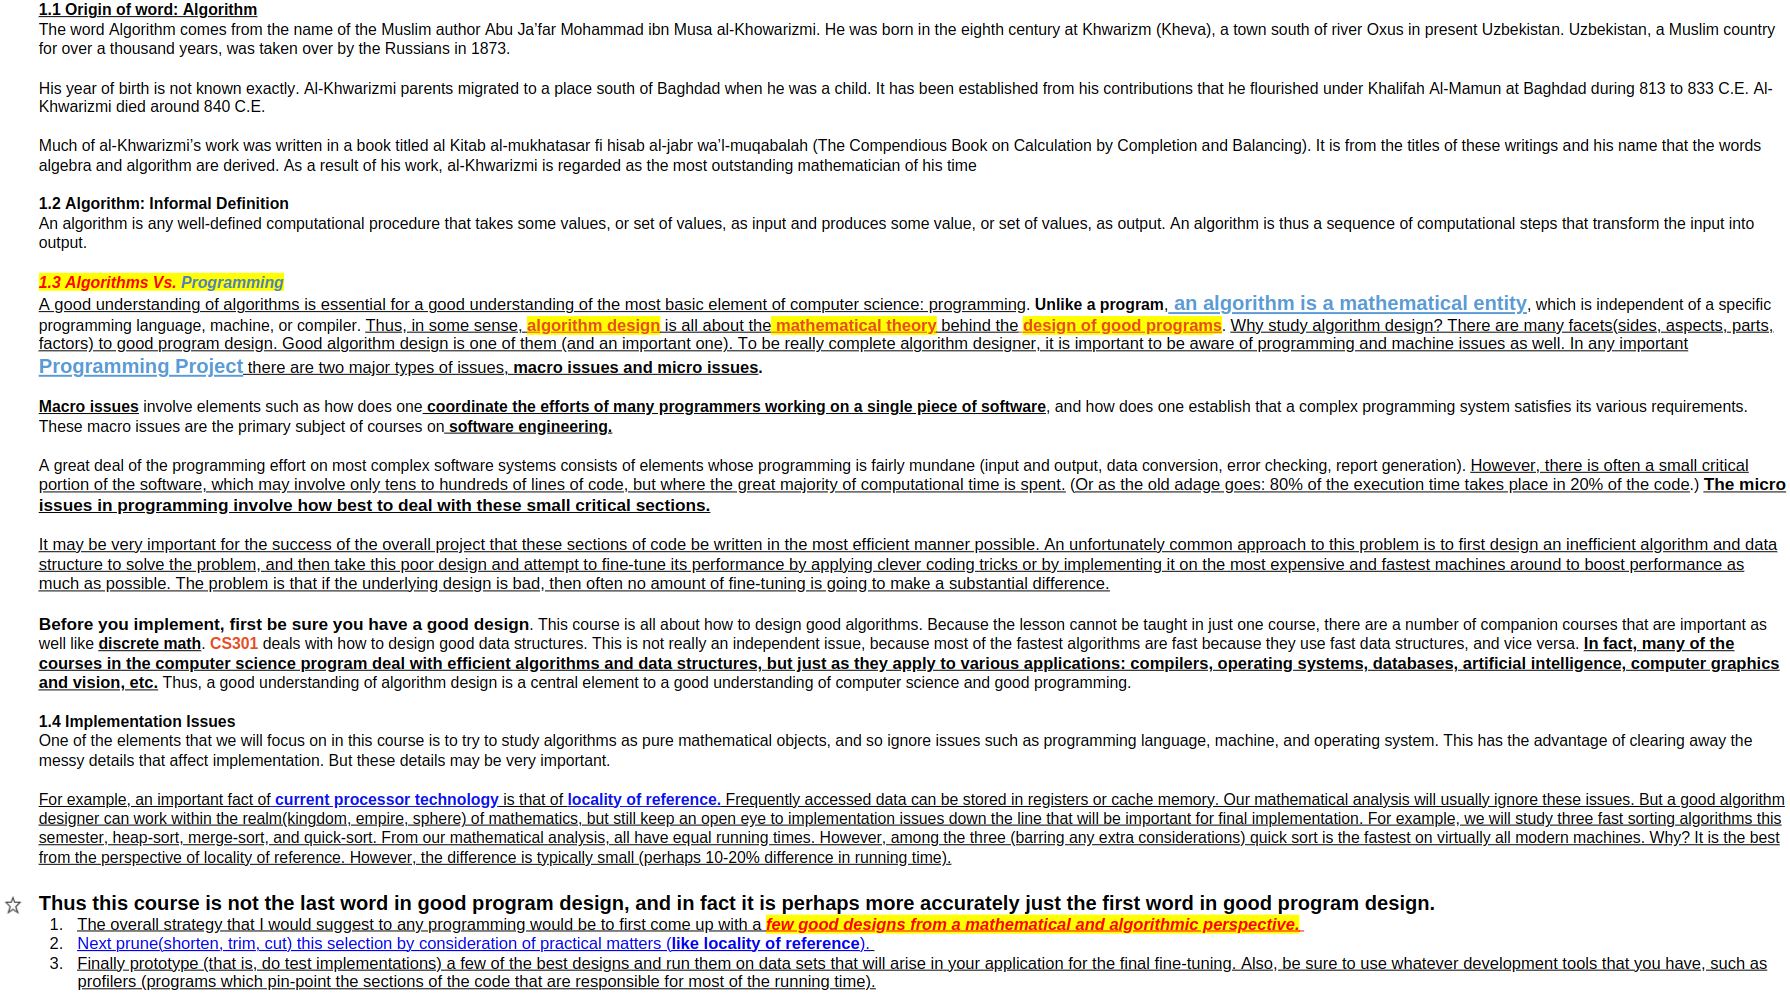 1.1 Origin of word: Algorithm
The word Algorithm comes from the name of the Muslim author Abu Ja’far Mohammad ibn Musa al-Khowarizmi. He was born in the eighth century at Khwarizm (Kheva), a town south of river Oxus in present Uzbekistan. Uzbekistan, a Muslim country
for over a thousand years, was taken over by the Russians in 1873.
His year of birth is not known exactly. Al-Khwarizmi parents migrated to a place south of Baghdad when he was a child. It has been established from his contributions that he flourished under Khalifah Al-Mamun at Baghdad during 813 to 833 C.E. Al-
Khwarizmi died around 840 C.E.
Much of al-Khwarizmi’s work was written in a book titled al Kitab al-mukhatasar fi hisab al-jabr wa’l-muqabalah (The Compendious Book on Calculation by Completion and Balancing). It is from the titles of these writings and his name that the words
algebra and algorithm are derived. As a result of his work, al-Khwarizmi is regarded as the most outstanding mathematician of his time
1.2 Algorithm: Informal Definition
An algorithm is any well-defined computational procedure that takes some values, or set of values, as input and produces some value, or set of values, as output. An algorithm is thus a sequence of computational steps that transform the input into
output.
1.3 Algorithms Vs. Programming
A good understanding of algorithms is essential for a good understanding of the most basic element of computer science: programming. Unlike a program, an algorithm is a mathematical entity, which is independent of a specific
programming language, machine, or compiler. Thus, in some sense, algorithm design is all about the mathematical theory behind the design of good programs. Why study algorithm design? There are many facets(sides, aspects, parts,
factors) to good program design. Good algorithm design is one of them (and an important one). To be really complete algorithm designer, it is important to be aware of programming and machine issues as well. In any important
Programming Project there are two major types of issues, macro issues and micro issues.
Macro issues involve elements such as how does one coordinate the efforts of many programmers working on a single piece of software, and how does one establish that a complex programming system satisfies its various requirements.
These macro issues are the primary subject of courses on software engineering.
A great deal of the programming effort on most complex software systems consists of elements whose programming is fairly mundane (input and output, data conversion, error checking, report generation). However, there is often a small critical
portion of the software, which may involve only tens to hundreds of lines of code, but where the great majority of computational time is spent. (Or as the old adage goes: 80% of the execution time takes place in 20% of the code.) The micro
issues in programming involve how best to deal with these small critical sections.
It may be very important for the success of the overall project that these sections of code be written in the most efficient manner possible. An unfortunately common approach to this problem is to first design an inefficient algorithm and data
structure to solve the problem, and then take this poor design and attempt to fine-tune its performance by applying clever coding tricks or by implementing it on the most expensive and fastest machines around to boost performance as
much as possible. The problem is that if the underlying design is bad, then often no amount of fine-tuning is going to make a substantial difference.
Before you implement, first be sure you have a good design. This course is all about how to design good algorithms. Because the lesson cannot be taught in just one course, there are a number of companion courses that are important as
well like discrete math. CS301 deals with how to design good data structures. This is not really an independent issue, because most of the fastest algorithms are fast because they use fast data structures, and vice versa. In fact, many of the
courses in the computer science program deal with efficient algorithms and data structures, but just as they apply to various applications: compilers, operating systems, databases, artificial intelligence, computer graphics
and vision, etc. Thus, a good understanding of algorithm design is a central element to a good understanding of computer science and good programming.
1.4 Implementation Issues
One of the elements that we will focus on in this course is to try to study algorithms as pure mathematical objects, and so ignore issues such as programming language, machine, and operating system. This has the advantage of clearing away the
messy details that affect implementation. But these details may be very important.
For example, an important fact of current processor technology is that of locality of reference. Frequently accessed data can be stored in registers or cache memory. Our mathematical analysis will usually ignore these issues. But a good algorithm
designer can work within the realm(kingdom, empire, sphere) of mathematics, but still keep an open eye to implementation issues down the line that will be important for final implementation. For example, we will study three fast sorting algorithms this
semester, heap-sort, merge-sort, and quick-sort. From our mathematical analysis, all have equal running times. However, among the three (barring any extra considerations) quick sort is the fastest on virtually all modern machines. Why? It is the best
from the perspective of locality of reference. However, the difference is typically small (perhaps 10-20% difference in running time).
Thus this course is not the last word in good program design, and in fact it is perhaps more accurately just the first word in good program design.
1. The overall strategy that I would suggest to any programming would be to first come up with a few good designs from a mathematical and algorithmic perspective.
2. Next prune(shorten, trim, cut) this selection by consideration of practical matters (like locality of reference).
3. Finally prototype (that is, do test implementations) a few of the best designs and run them on data sets that will arise in your application for the final fine-tuning. Also, be sure to use whatever development tools that you have, such as
profilers (programs which pin-point the sections of the code that are responsible for most of the running time).